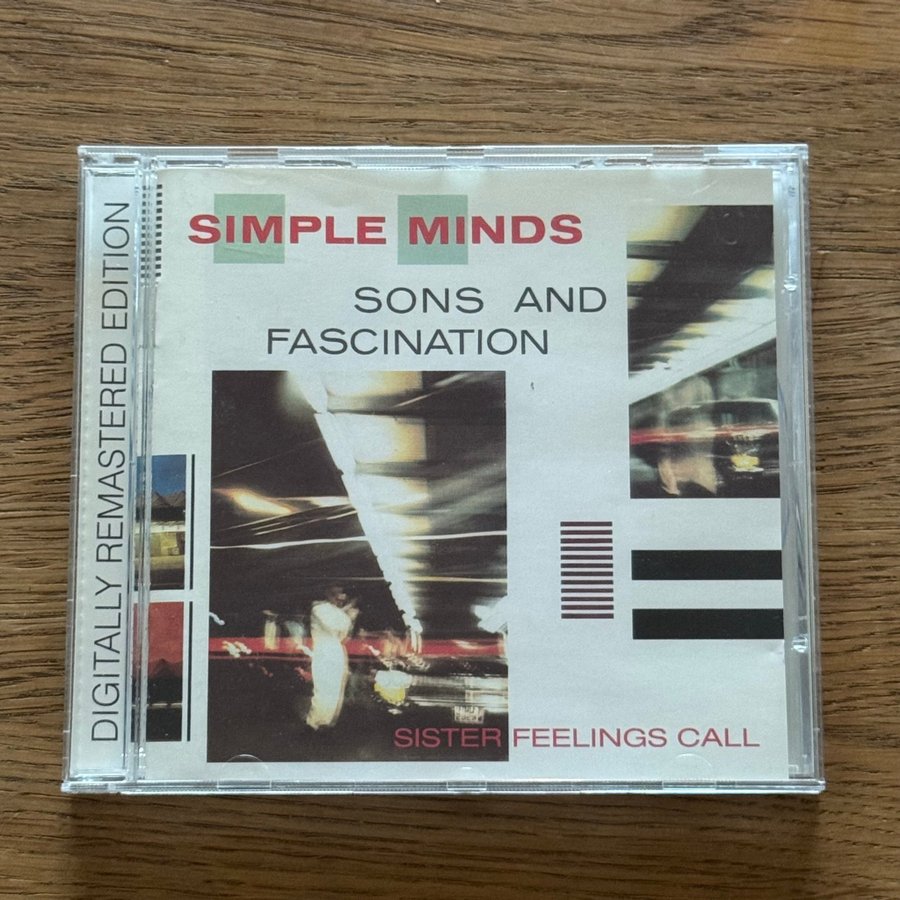 DIGITALLY REMASTERED EDITION
SIMPLE MINDS
SONS AND
FASCINATION
SISTER FEELINGS CALL